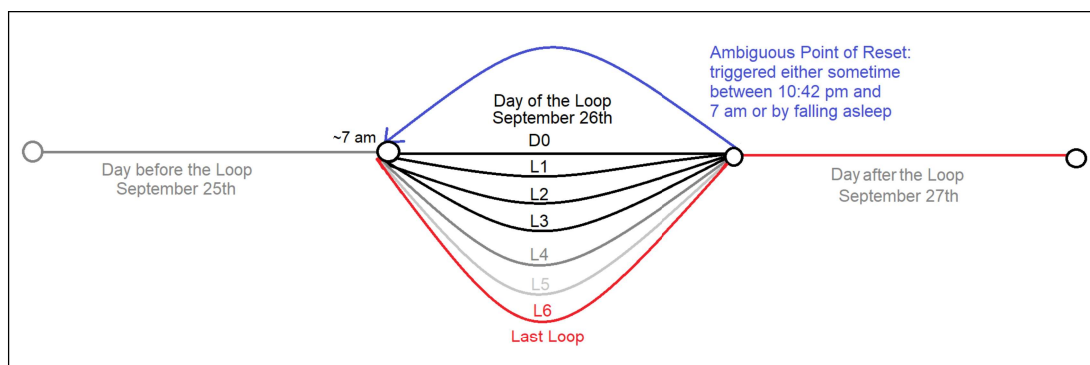 Ambiguous Point of Reset:
triggered either sometime
between 10:42 pm and
7 am or by falling asleep
Day of the Loop
September 26th
~7 am
D0
L1
L2
L3
L4
L5
L6
Last Loop
Day before the Loop
September 25th
Day after the Loop
September 27th